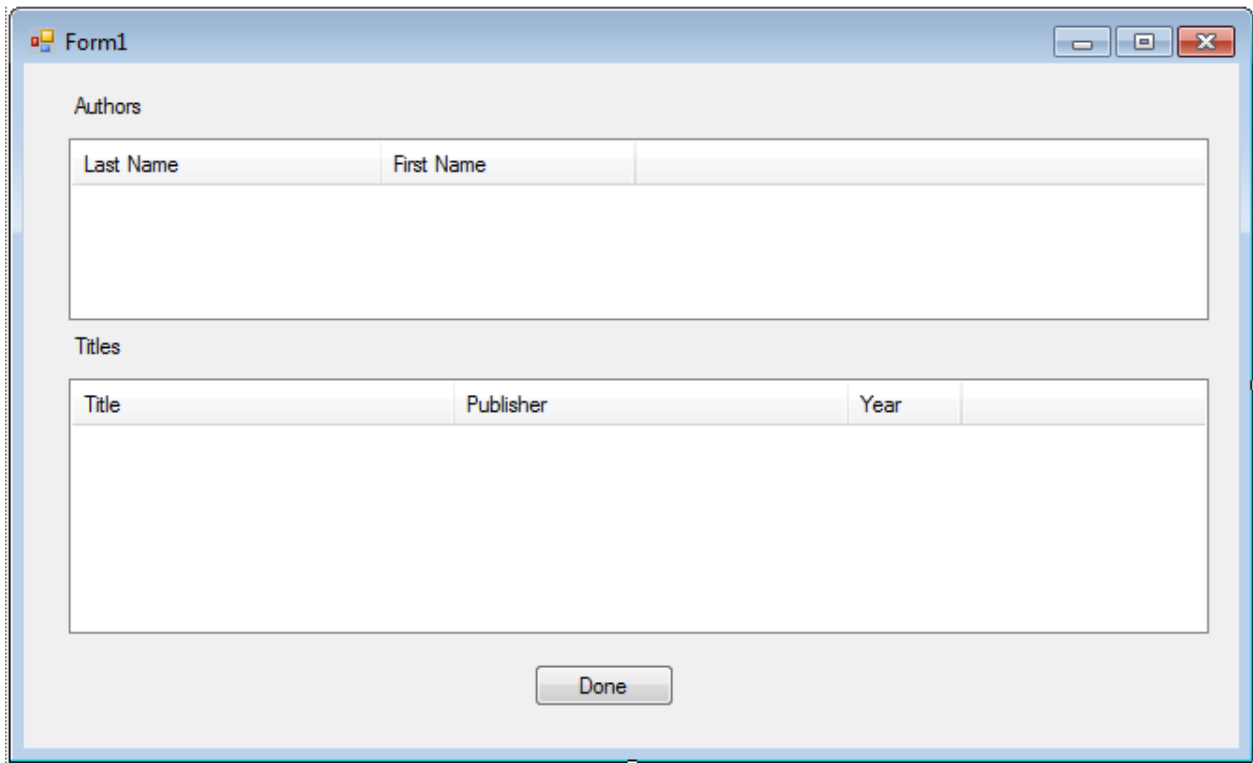 Form1
Authors
Last Name First Name
Titles
Title Publisher Year
Done